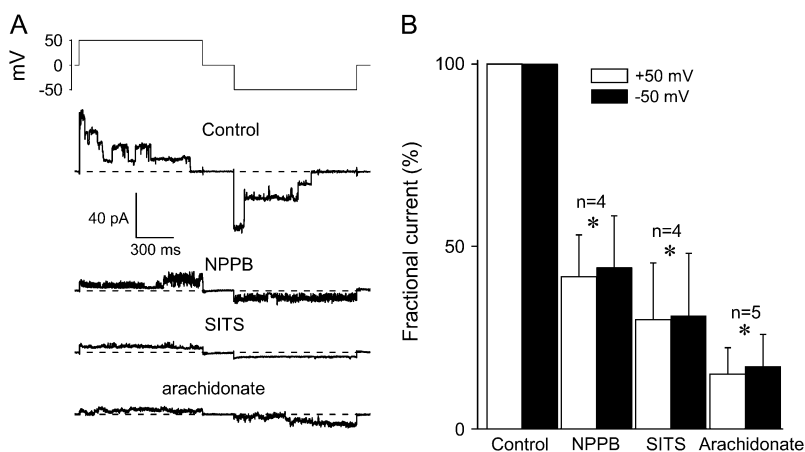 A
mV
50
0
-50
Control
40 pA
300 ms
NPPB
SITS
arachidonate
B
Fractional current (%)
100
50
0
+50 mV
-50 mV
n=4
*
n=4
*
n=5
*
Control NPPB SITS Arachidonate